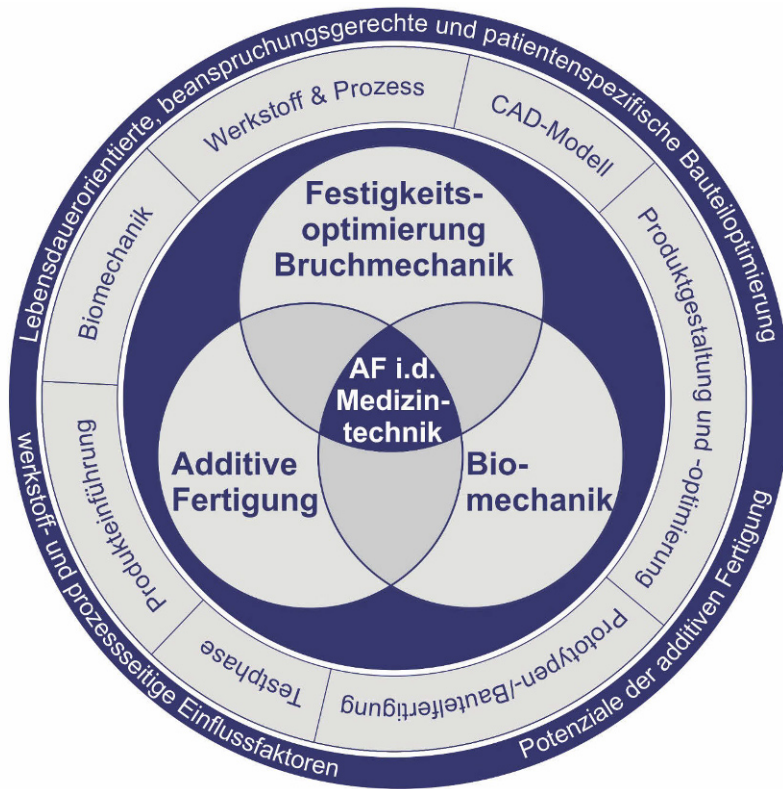 Lebensdauerorientierte, beanspruchungsgerechte und patientenspezifische Bauteiloptimierung
Potenziale der additiven Fertigung
werkstoff- und prozessseitige Einflussfaktoren
Werkstoff & Prozess
CAD-Modell
Produktgestaltung und -optimierung
Prototypen-/Bauteilfertigung
Testphase
Produkteinführung
Biomechanik
Festigkeits-
optimierung
Bruchmechanik
AF i.d.
Medizin-
technik
Additive
Fertigung
Bio-
mechanik